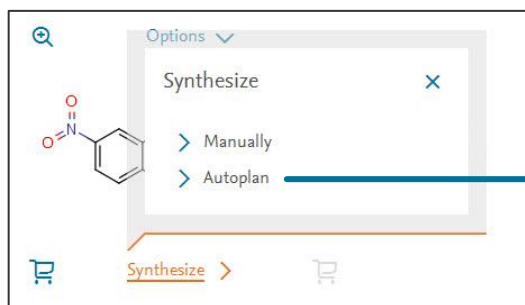 Options
Synthesize
Manually
Autoplan
O
N
O
Synthesize